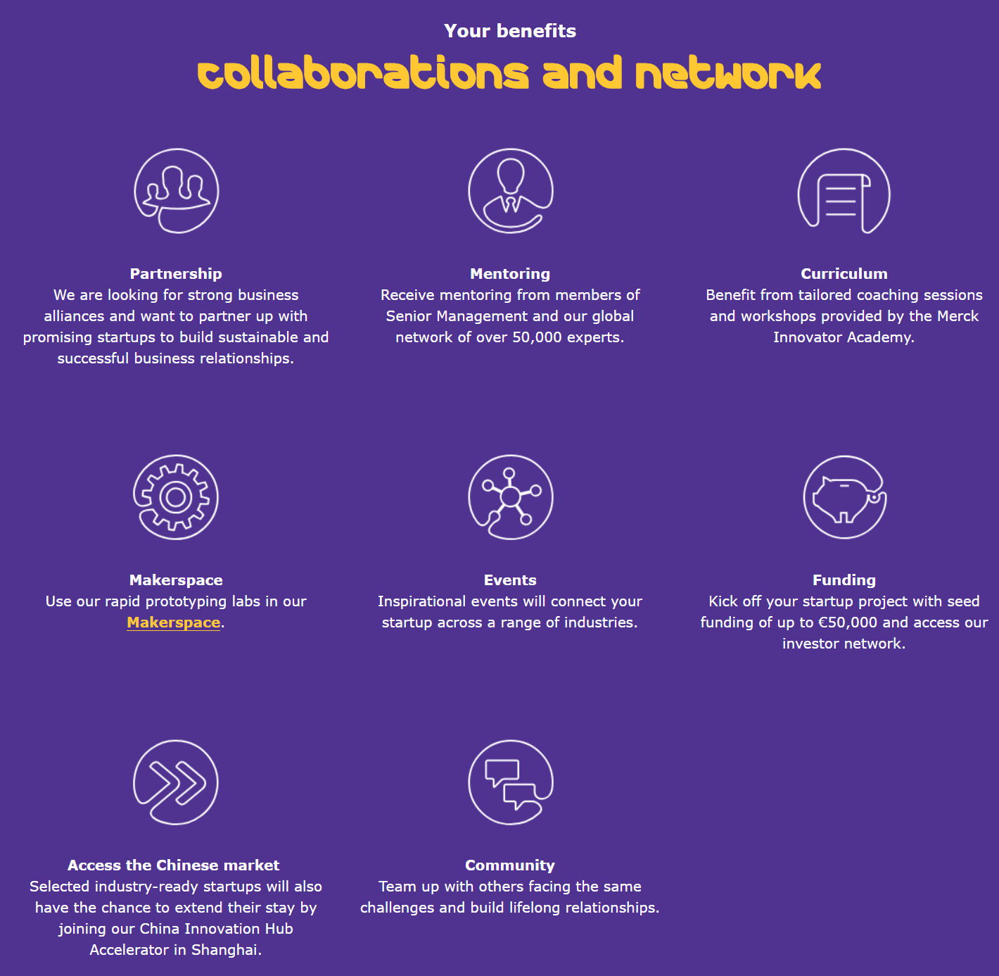 Your benefits
collaborations and network
Partnership
We are looking for strong business
alliances and want to partner up with
promising startups to build sustainable and
successful business relationships.
Mentoring
Receive mentoring from members of
Senior Management and our global
network of over 50,000 experts.
Curriculum
Benefit from tailored coaching sessions
and workshops provided by the Merck
Innovator Academy.
Makerspace
Use our rapid prototyping labs in our
Makerspace.
Events
Inspirational events will connect your
startup across a range of industries.
Funding
Kick off your startup project with seed
funding of up to €50,000 and access our
investor network.
Access the Chinese market
Selected industry-ready startups will also
have the chance to extend their stay by
joining our China Innovation Hub
Accelerator in Shanghai.
Community
Team up with others facing the same
challenges and build lifelong relationships.